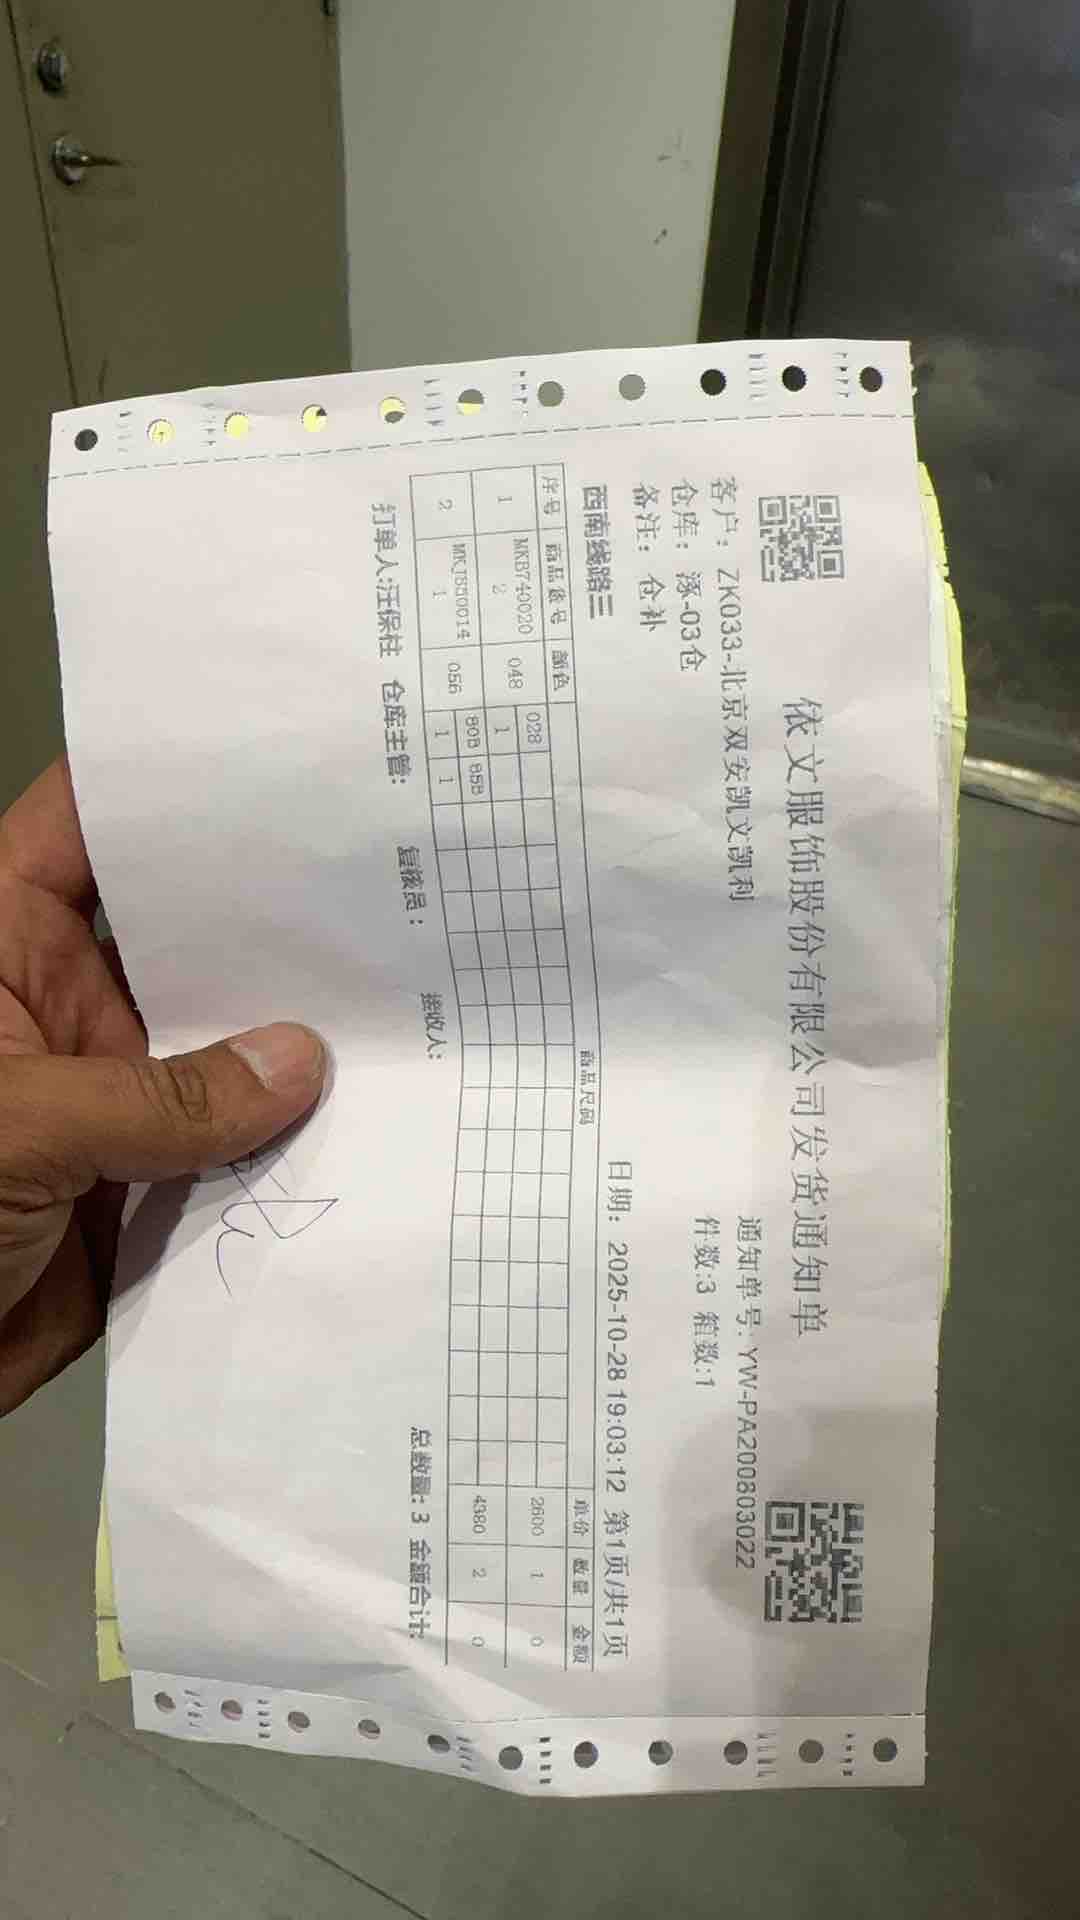 依文服饰股份有限公司发货通知单
客户：ZK033-北京双安凯文凯利 通知单号：YW-PA200803022
仓库：涿-03仓 件数:3 箱数:1
备注：仓补
西南线路三 日期：2025-10-28 19:03:12 第1页/共1页
序号 商品货号 颜色 商品尺码 单价 数量 金额
1 MKB740020 2 048 028 1 2600 1 0
2 MKJ850014 1 056 80B 85B 1 1 4380 2 0
打单人:汪保柱 仓库主管: 复核员： 接收人: 总数量:3 金额合计: